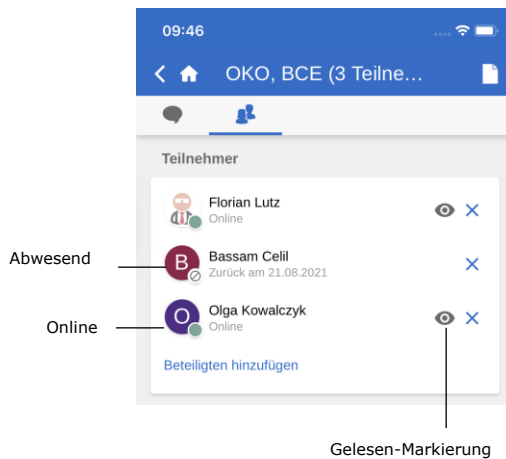 09:46
OKO, BCE (3 Teilne...
Teilnehmer
Florian Lutz
Online
Abwesend
B
Bassam Celil
Zurück am 21.08.2021
Online
O
Olga Kowalczyk
Online
Beteiligten hinzufügen
Gelesen-Markierung